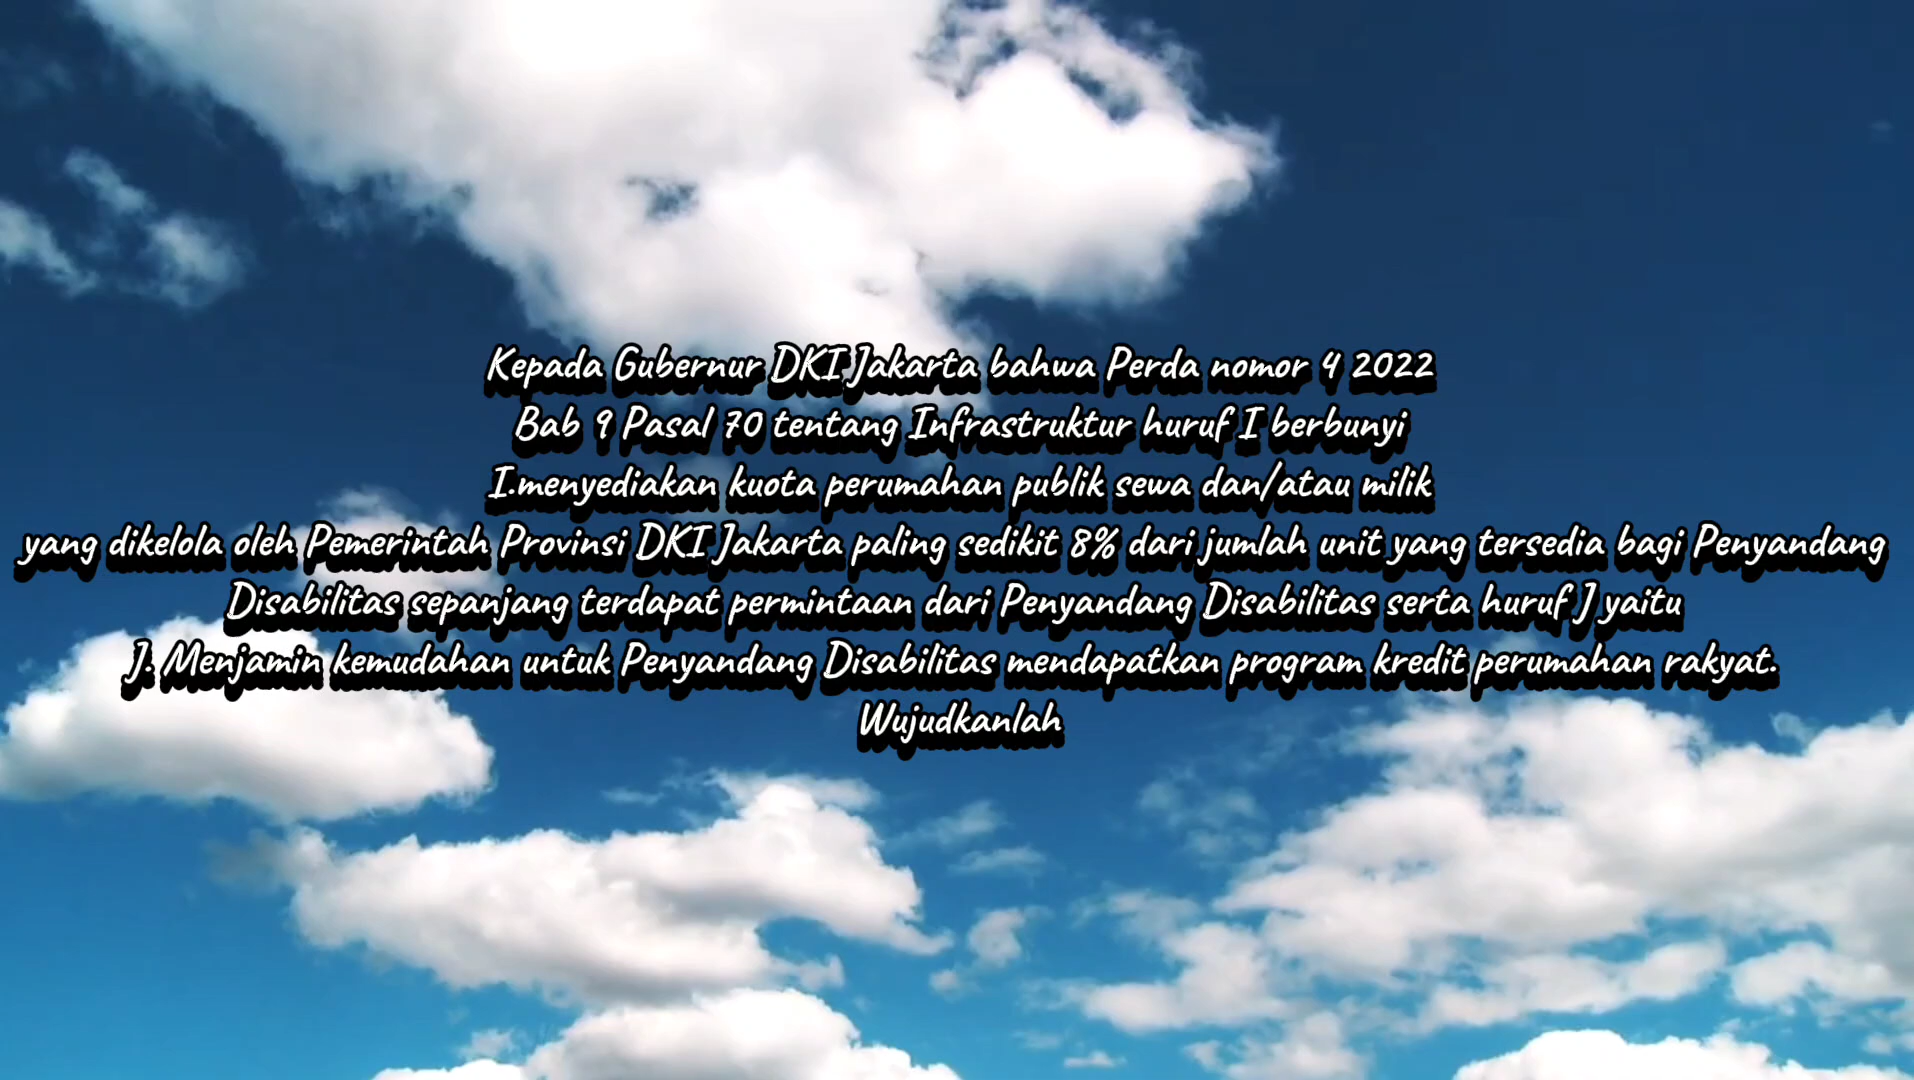 Kepada Gubernur DKI Jakarta bahwa Perda nomor 4 2022
Bab 9 Pasal 70 tentang Infrastruktur huruf I berbunyi
I.menyediakan kuota perumahan publik sewa dan/atau milik
yang dikelola oleh Pemerintah Provinsi DKI Jakarta paling sedikit 8% dari jumlah unit yang tersedia bagi Penyandang
Disabilitas sepanjang terdapat permintaan dari Penyandang Disabilitas serta huruf J yaitu
J. Menjamin kemudahan untuk Penyandang Disabilitas mendapatkan program kredit perumahan rakyat.
Wujudkanlah